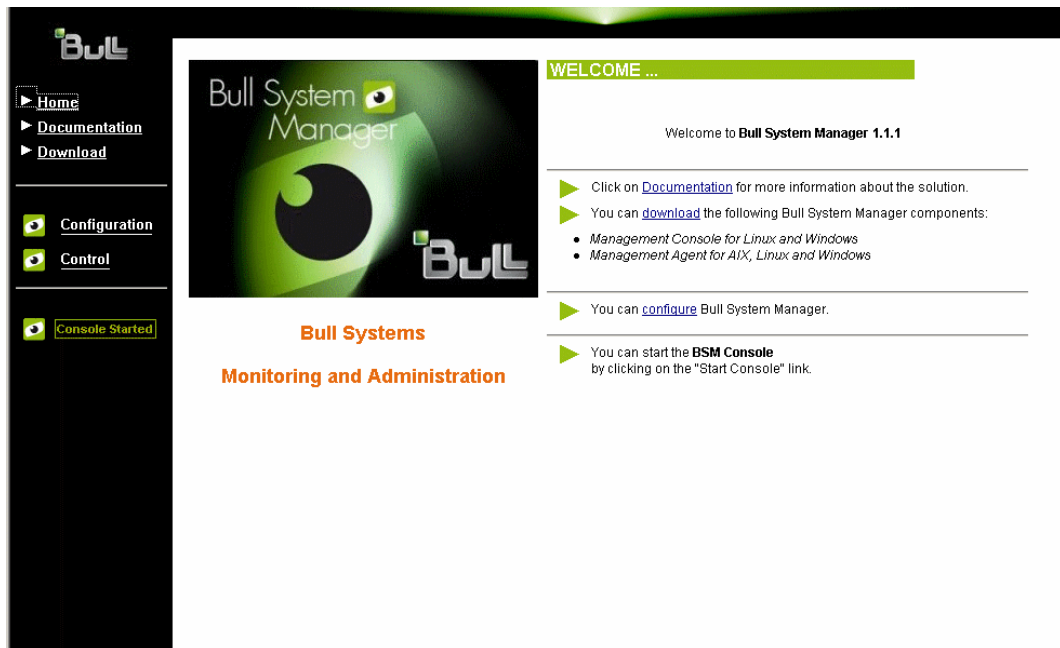 Bull
Home
Documentation
Download
Configuration
Control
Console Started
Bull System
Manager
Bull
Bull Systems
Monitoring and Administration
WELCOME ...
Welcome to Bull System Manager 1.1.1
Click on Documentation for more information about the solution.
You can download the following Bull System Manager components:
Management Console for Linux and Windows
Management Agent for AIX, Linux and Windows
You can configure Bull System Manager.
You can start the BSM Console
by clicking on the "Start Console" link.